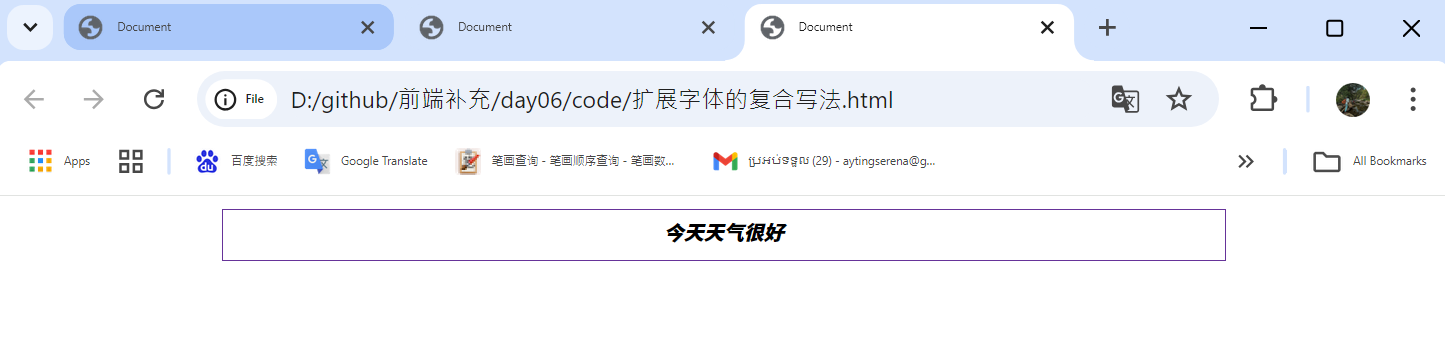 Document
Document
Document
File
D:/github/前端补充/day06/code/扩展字体的复合写法.html
Apps
百度搜索
Google Translate
笔画查询 - 笔画顺序查询 - 笔画数...
ប្រអប់ទទួល (29) - aytingserena@g...
All Bookmarks
今天天气很好